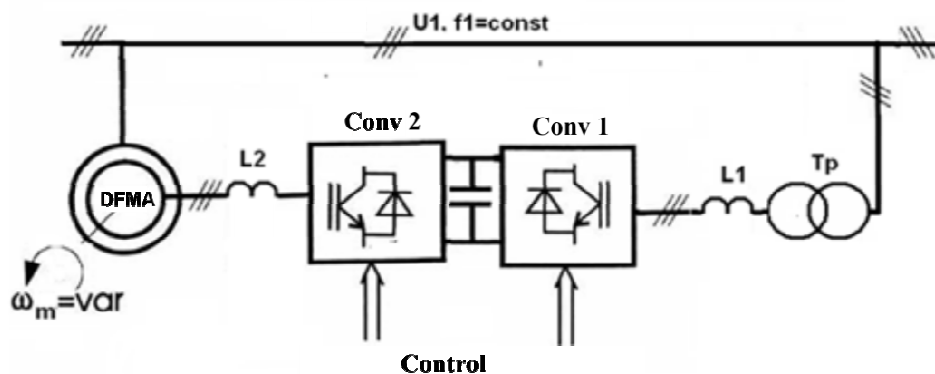 U1. f1=const
Conv 2
Conv 1
L2
L1
Tp
DFMA
ωm=var
Control